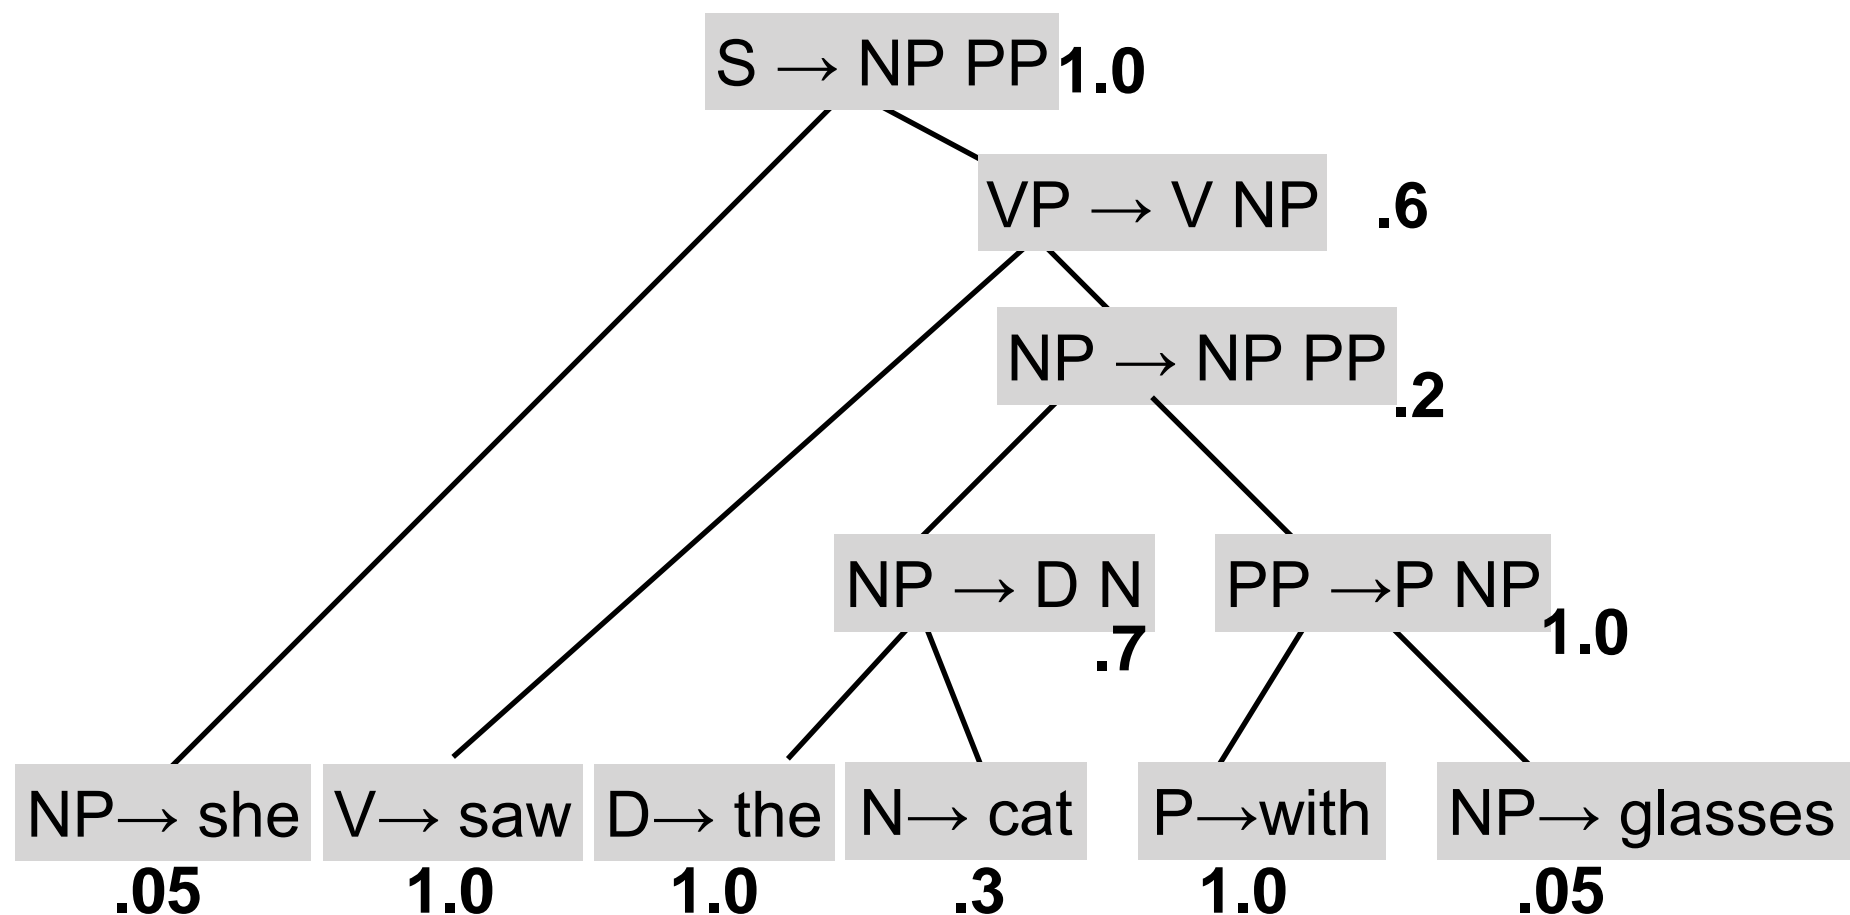 S → NP PP 1.0
VP → V NP .6
NP → NP PP .2
NP → D N .7
PP →P NP 1.0
NP→ she V→ saw D→ the N→ cat P→with NP→ glasses
.05 1.0 1.0 .3 1.0 .05